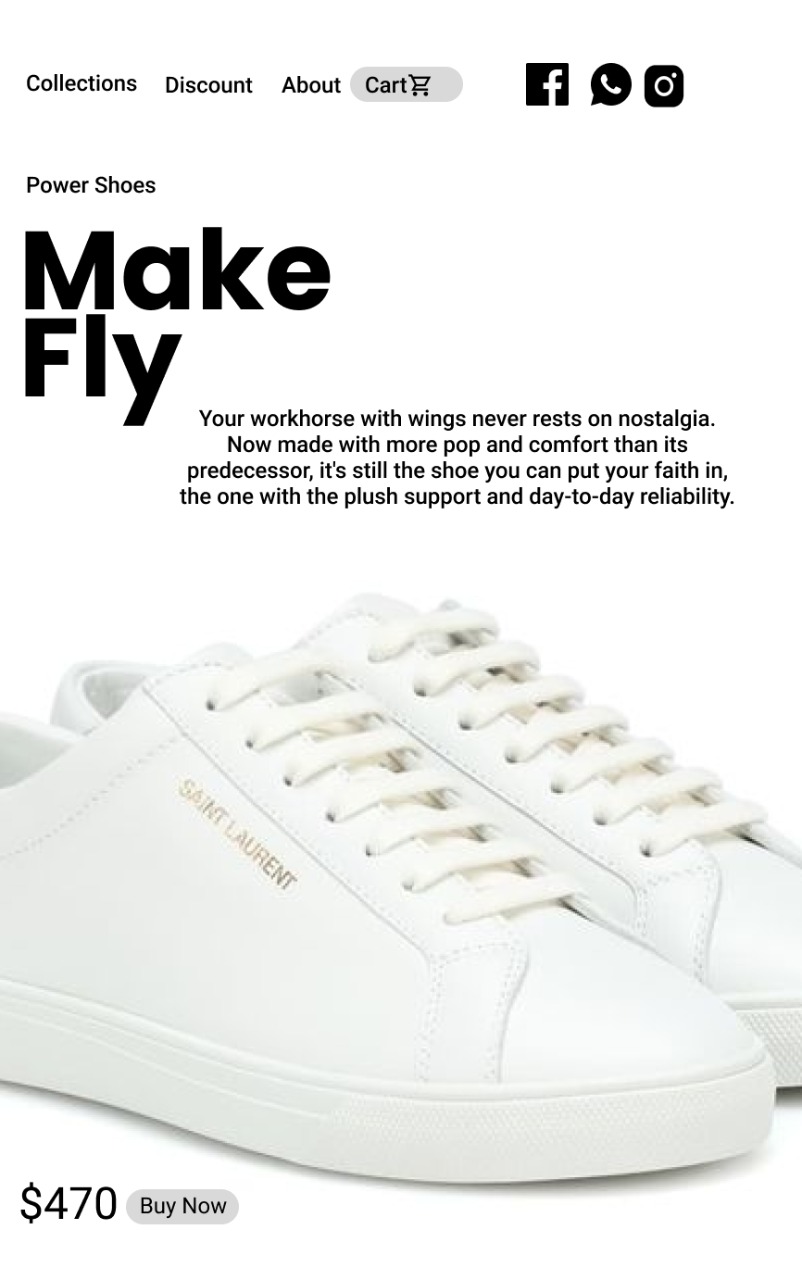 Collections Discount About Cart
Power Shoes
Make
Fly
Your workhorse with wings never rests on nostalgia.
Now made with more pop and comfort than its
predecessor, it's still the shoe you can put your faith in,
the one with the plush support and day-to-day reliability.
SAINT LAURENT
$470 Buy Now